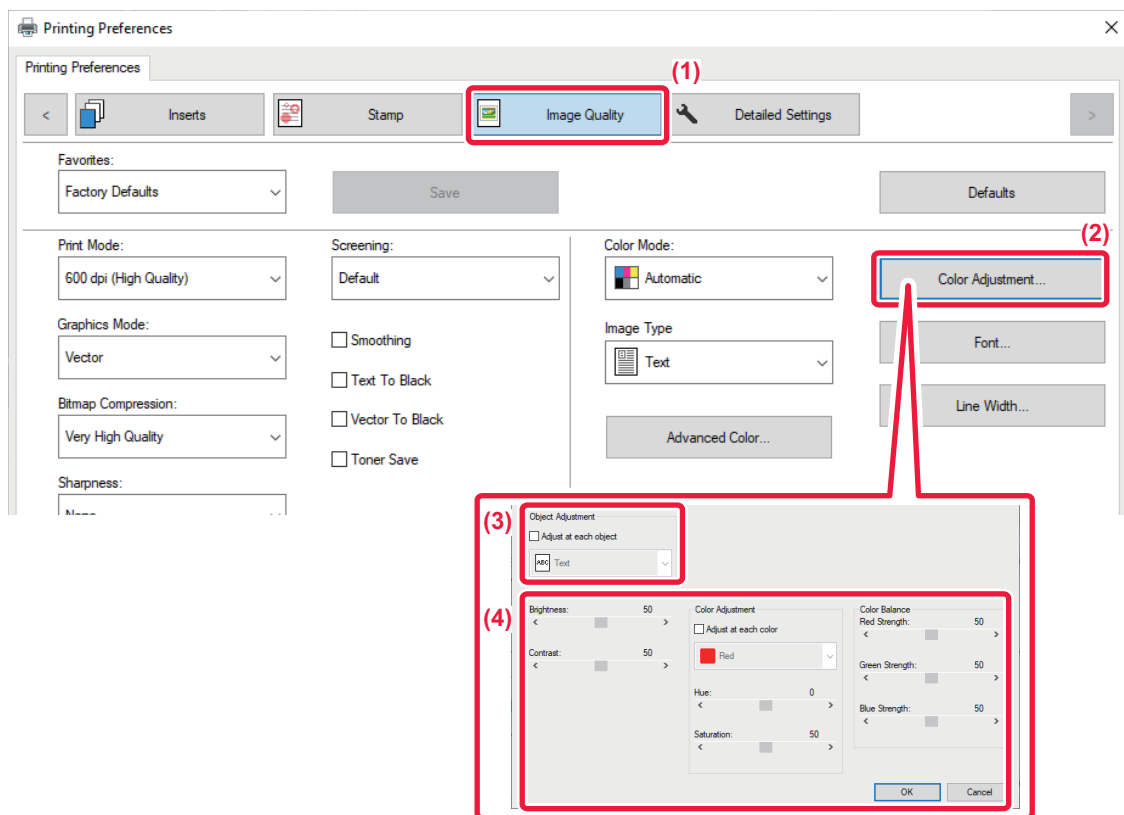 Printing Preferences
Printing Preferences
(1)
<
Inserts
Stamp
Image Quality
Detailed Settings
>
Favorites:
Factory Defaults
Save
Defaults
(2)
Print Mode:
Screening:
Color Mode:
600 dpi (High Quality)
Default
Automatic
Color Adjustment...
Graphics Mode:
Image Type
Vector
Smoothing
Text
Font...
Text To Black
Bitmap Compression:
Very High Quality
Vector To Black
Advanced Color...
Line Width...
Toner Save
Sharpness:
None
(3)
Object Adjustment
Adjust at each object
ABC Text
(4)
Brightness: 50
< >
Contrast: 50
< >
Color Adjustment
Adjust at each color
Red
Hue: 0
< >
Saturation: 50
< >
Color Balance
Red Strength: 50
< >
Green Strength: 50
< >
Blue Strength: 50
< >
OK
Cancel